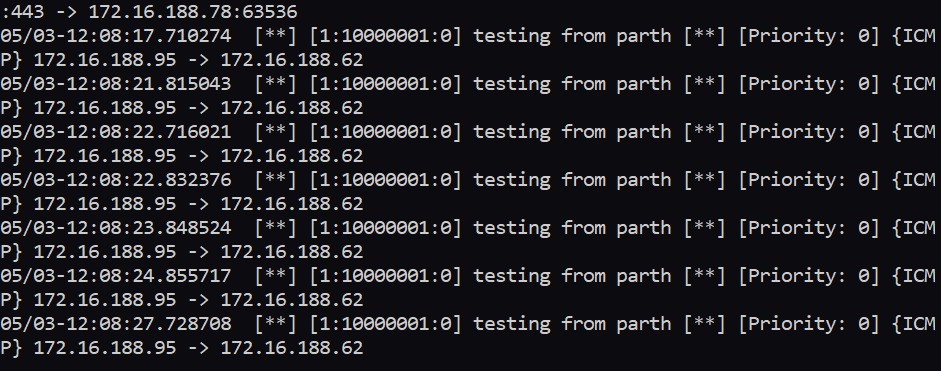 :443 -> 172.16.188.78:63536
05/03-12:08:17.710274  [**] [1:10000001:0] testing from parth [**] [Priority: 0] {ICM
P} 172.16.188.95 -> 172.16.188.62
05/03-12:08:21.815043  [**] [1:10000001:0] testing from parth [**] [Priority: 0] {ICM
P} 172.16.188.95 -> 172.16.188.62
05/03-12:08:22.716021  [**] [1:10000001:0] testing from parth [**] [Priority: 0] {ICM
P} 172.16.188.95 -> 172.16.188.62
05/03-12:08:22.832376  [**] [1:10000001:0] testing from parth [**] [Priority: 0] {ICM
P} 172.16.188.95 -> 172.16.188.62
05/03-12:08:23.848524  [**] [1:10000001:0] testing from parth [**] [Priority: 0] {ICM
P} 172.16.188.95 -> 172.16.188.62
05/03-12:08:24.855717  [**] [1:10000001:0] testing from parth [**] [Priority: 0] {ICM
P} 172.16.188.95 -> 172.16.188.62
05/03-12:08:27.728708  [**] [1:10000001:0] testing from parth [**] [Priority: 0] {ICM
P} 172.16.188.95 -> 172.16.188.62